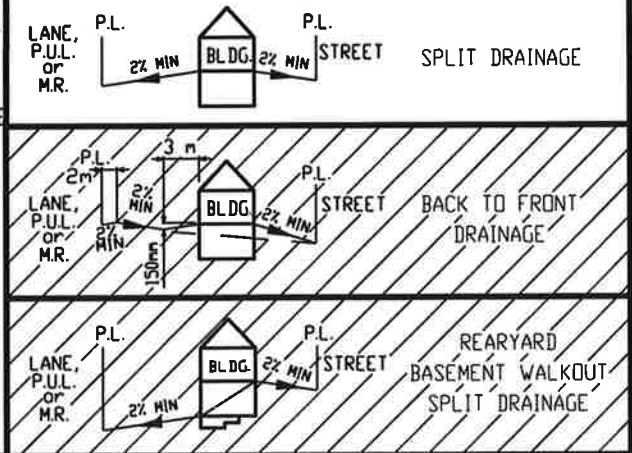 P.L.
P.L.
LANE,
P.U.L.
or
M.R.
2% MIN
BLDG.
2% MIN
STREET
SPLIT DRAINAGE
3 m
P.L.
2m
2% MIN
LANE,
P.U.L.
or
M.R.
2% MIN
150mm
BLDG.
2% MIN
P.L.
STREET
BACK TO FRONT
DRAINAGE
P.L.
P.L.
LANE,
P.U.L.
or
M.R.
2% MIN
BLDG.
2% MIN
STREET
REARYARD
BASEMENT WALKOUT
SPLIT DRAINAGE